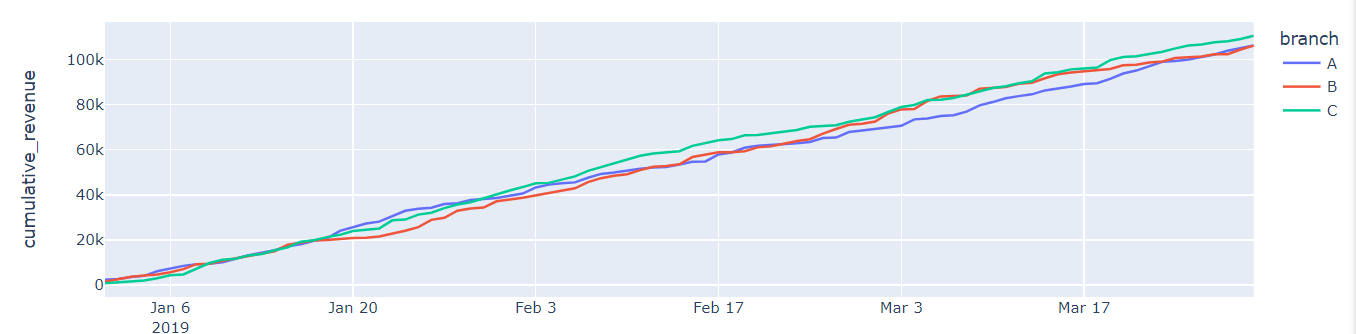 cumulative_revenue
100k
80k
60k
40k
20k
0
Jan 6
2019
Jan 20
Feb 3
Feb 17
Mar 3
Mar 17
branch
A
B
C